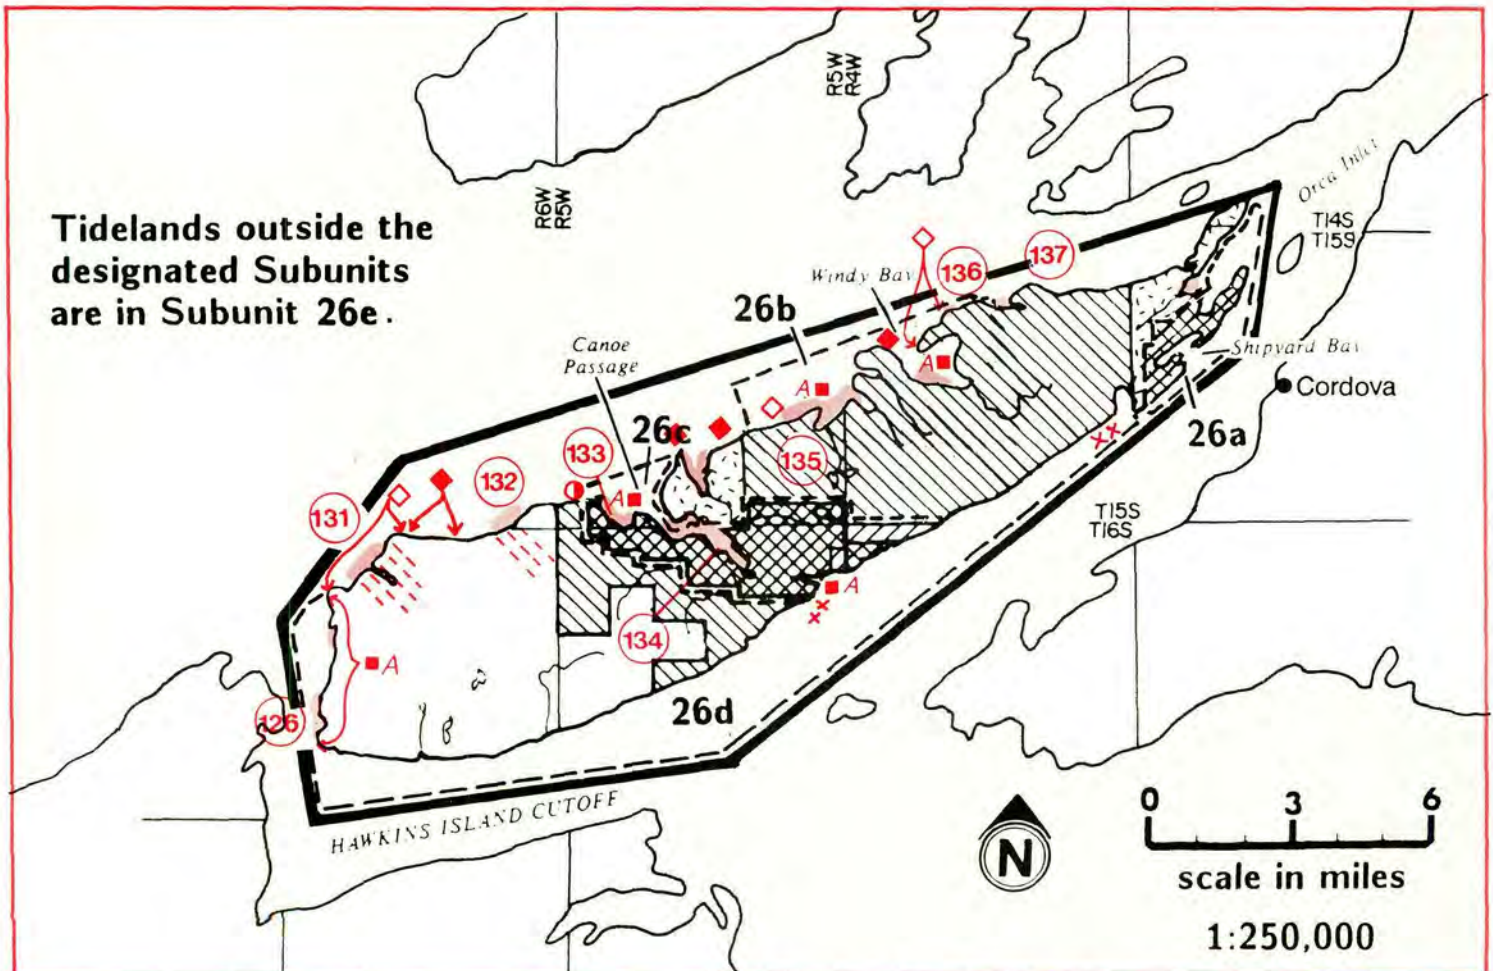 R5W
R4W
Orca Inlet
R6W
R5W
Tidelands outside the
designated Subunits
are in Subunit 26e.
T14S
T15S
137
136
Windy Bay
26b
Canoe
Passage
A
A
Shipyard Bay
Cordova
26a
26c
133
135
132
131
A
T15S
T16S
A
134
A
26d
126
HAWKINS ISLAND CUTOFF
N
0 3 6
scale in miles
1:250,000